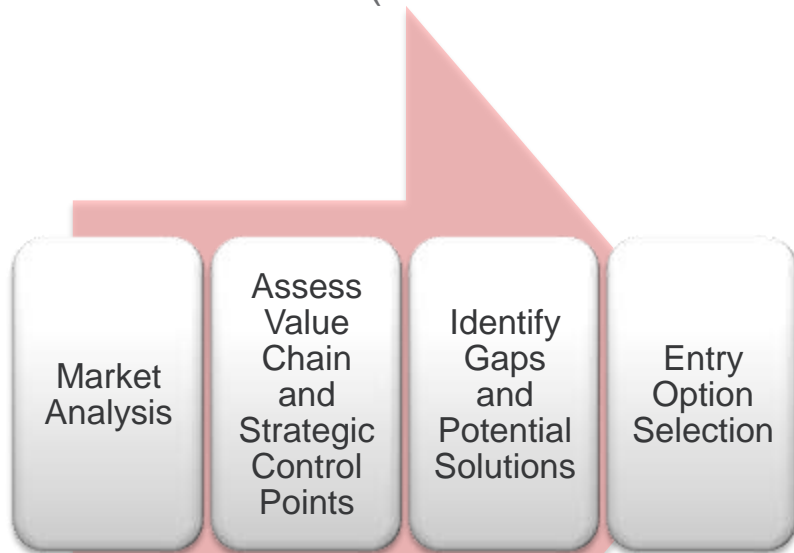 Market
Analysis
Assess
Value
Chain
and
Strategic
Control
Points
Identify
Gaps
and
Potential
Solutions
Entry
Option
Selection